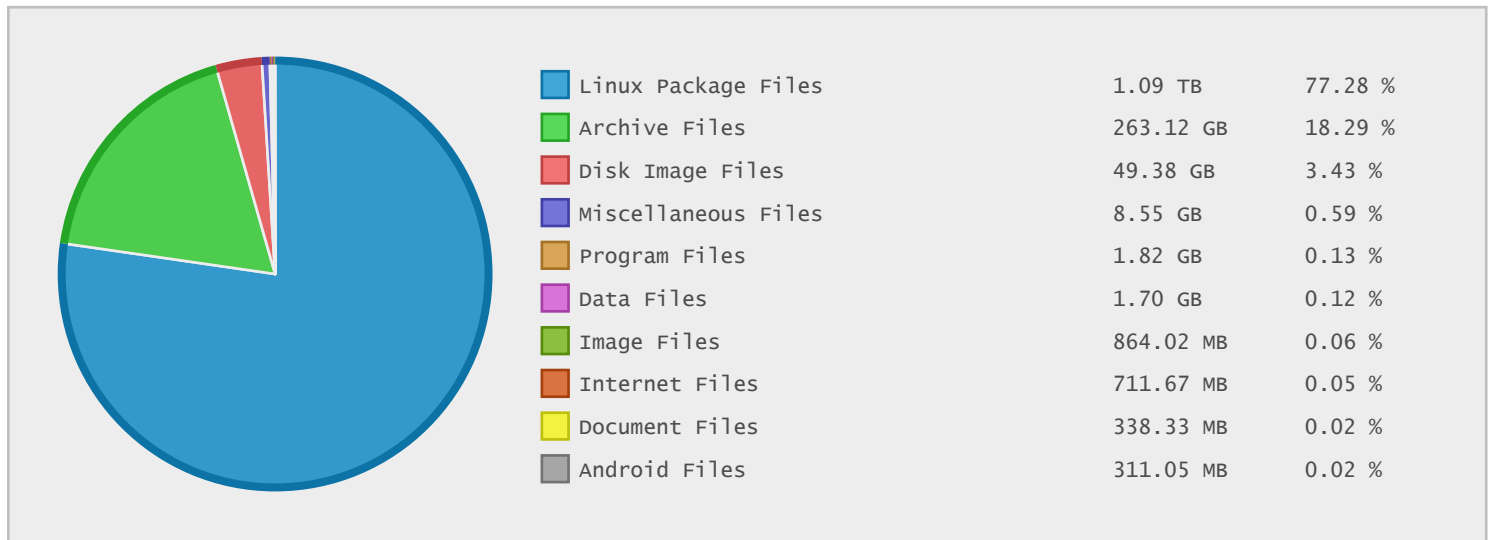 Linux Package Files 1.09 TB 77.28 %
Archive Files 263.12 GB 18.29 %
Disk Image Files 49.38 GB 3.43 %
Miscellaneous Files 8.55 GB 0.59 %
Program Files 1.82 GB 0.13 %
Data Files 1.70 GB 0.12 %
Image Files 864.02 MB 0.06 %
Internet Files 711.67 MB 0.05 %
Document Files 338.33 MB 0.02 %
Android Files 311.05 MB 0.02 %